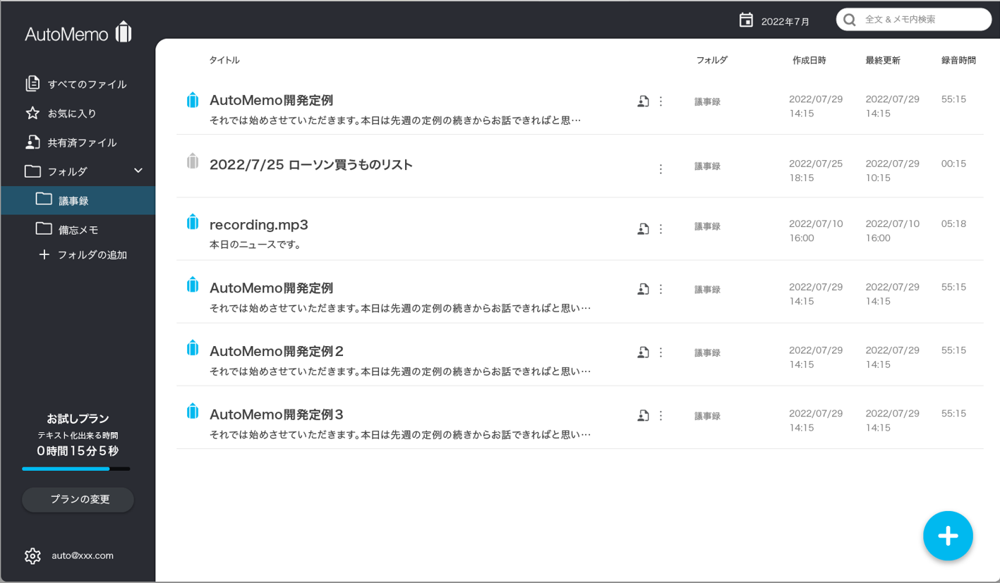 AutoMemo
2022年7月
全文 & メモ内検索
すべてのファイル
お気に入り
共有済ファイル
フォルダ
議事録
備忘メモ
フォルダの追加
お試しプラン
テキスト化出来る時間
0時間15分5秒
プランの変更
auto@xxx.com
タイトル フォルダ 作成日時 最終更新 録音時間
AutoMemo開発定例 議事録 2022/07/29 14:15 2022/07/29 14:15 55:15
それでは始めさせていただきます。本日は先週の定例の続きからお話できればと思…
2022/7/25 ローソン買うものリスト 議事録 2022/07/25 18:15 2022/07/29 10:15 00:15
recording.mp3 議事録 2022/07/10 16:00 2022/07/10 16:00 05:18
本日のニュースです。
AutoMemo開発定例 議事録 2022/07/29 14:15 2022/07/29 14:15 55:15
それでは始めさせていただきます。本日は先週の定例の続きからお話できればと思い…
AutoMemo開発定例2 議事録 2022/07/29 14:15 2022/07/29 14:15 55:15
それでは始めさせていただきます。本日は先週の定例の続きからお話できればと思い…
AutoMemo開発定例3 議事録 2022/07/29 14:15 2022/07/29 14:15 55:15
それでは始めさせていただきます。本日は先週の定例の続きからお話できればと思い…